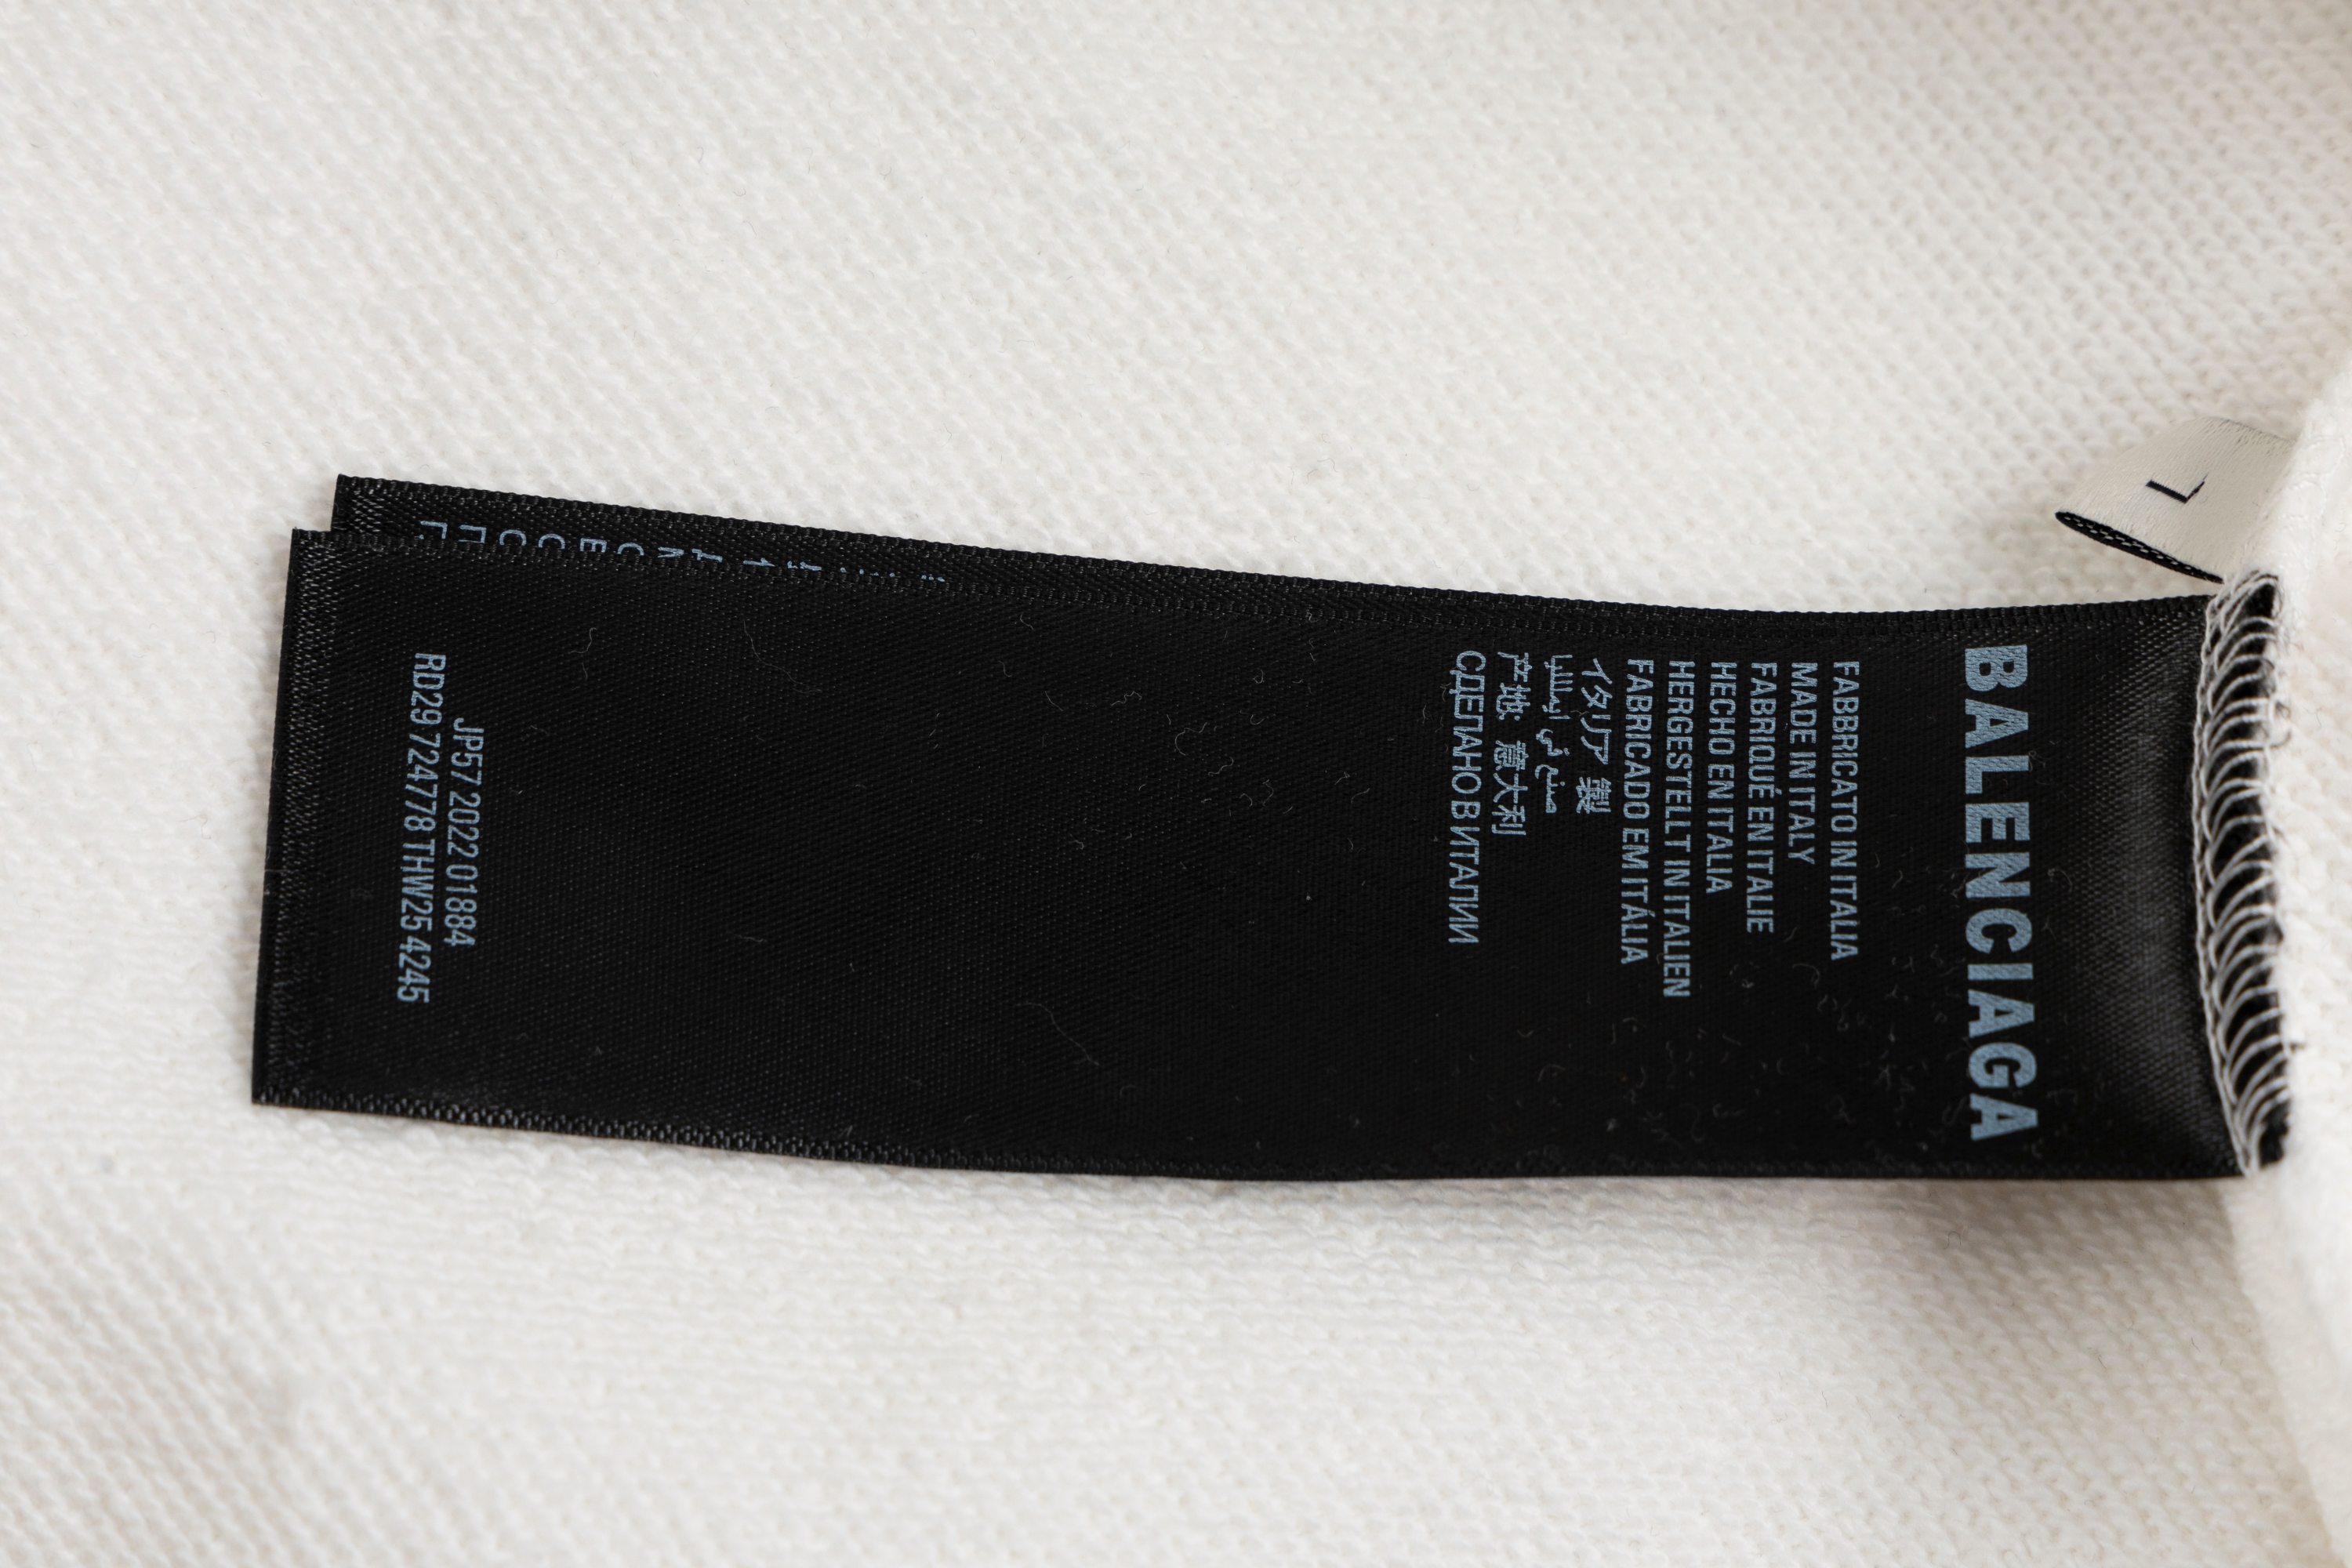 BALENCIAGA
FABBRICATO IN ITALIA
MADE IN ITALY
FABRIQUÉ EN ITALIE
HECHO EN ITALIA
HERGESTELLT IN ITALIEN
FABRICADO EM ITÁLIA
イタリア 製
صنع في إيطاليا
产地: 意大利
СДЕЛАНО В ИТАЛИИ
JP57 2022 01884
RD29 724778 THW25 4245
L